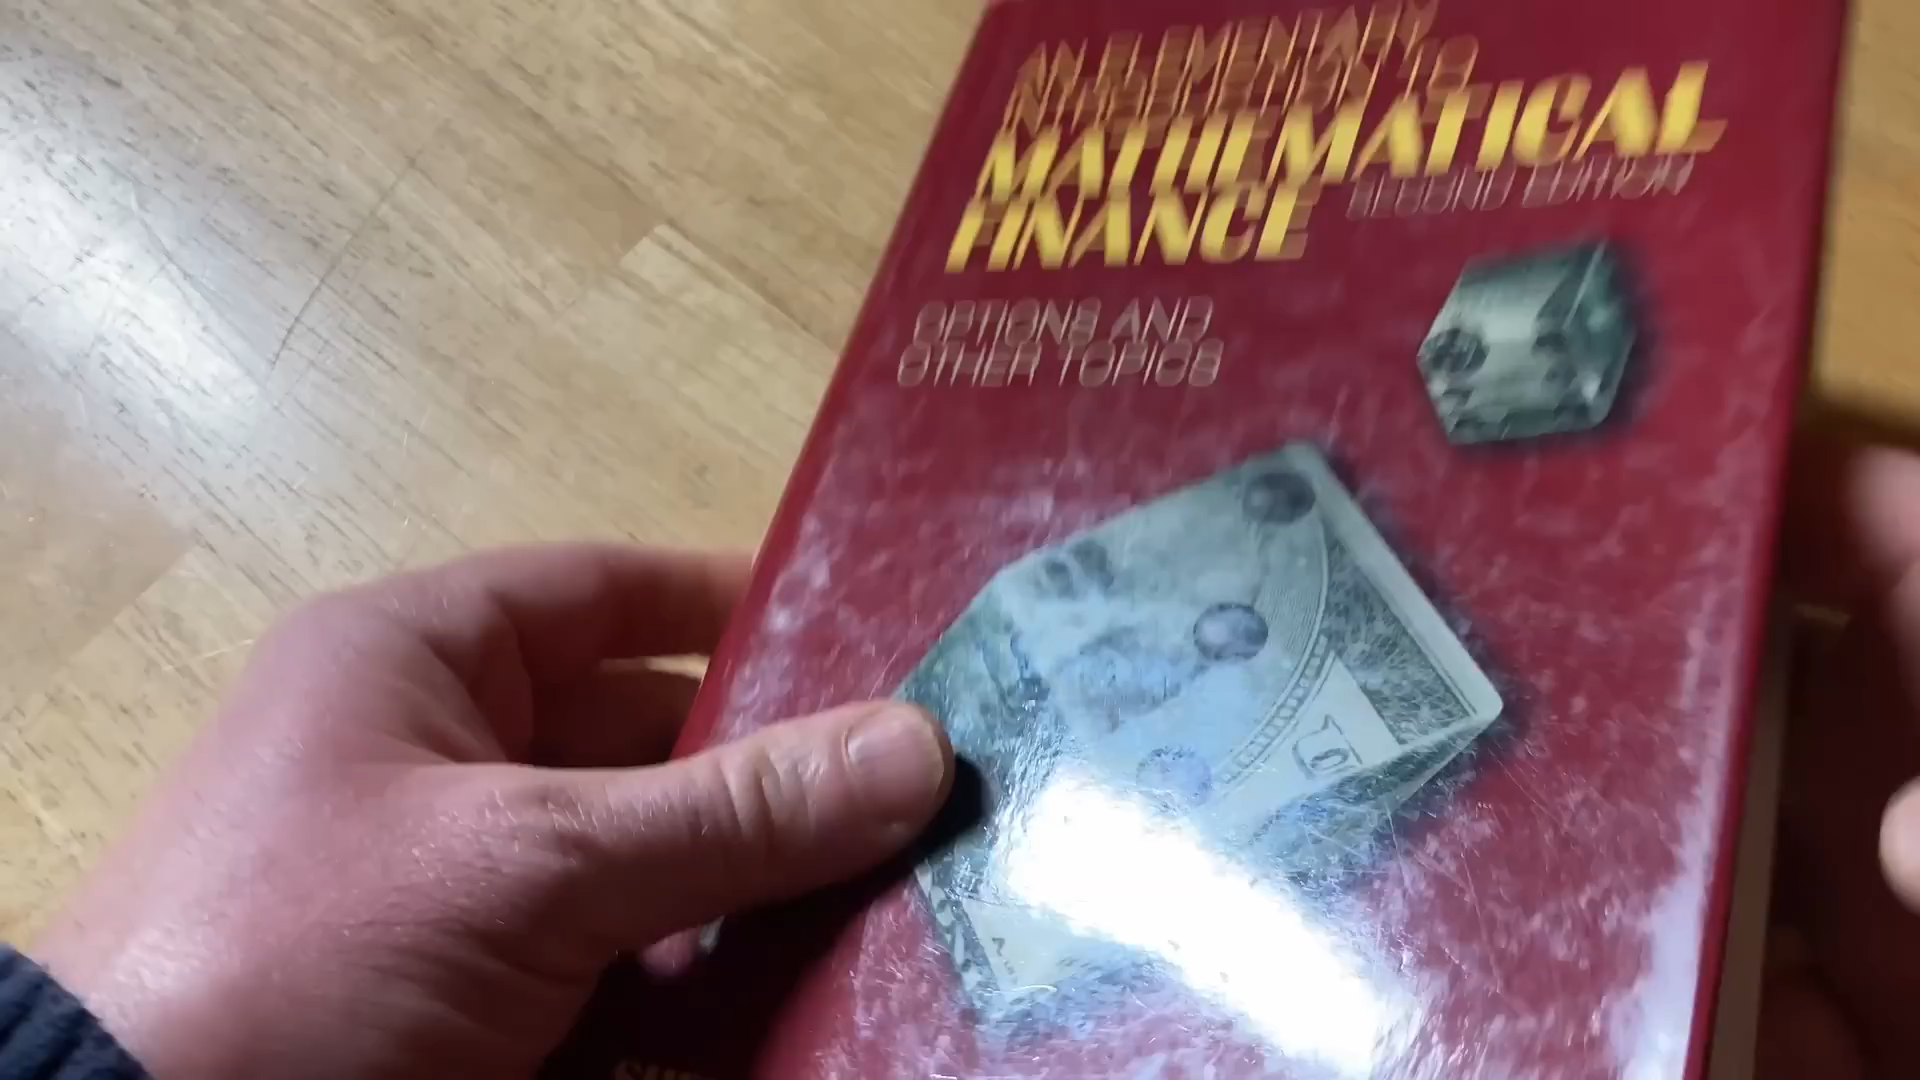 AN ELEMENTARY
INTRODUCTION TO
MATHEMATICAL
FINANCE SECOND EDITION
OPTIONS AND
OTHER TOPICS